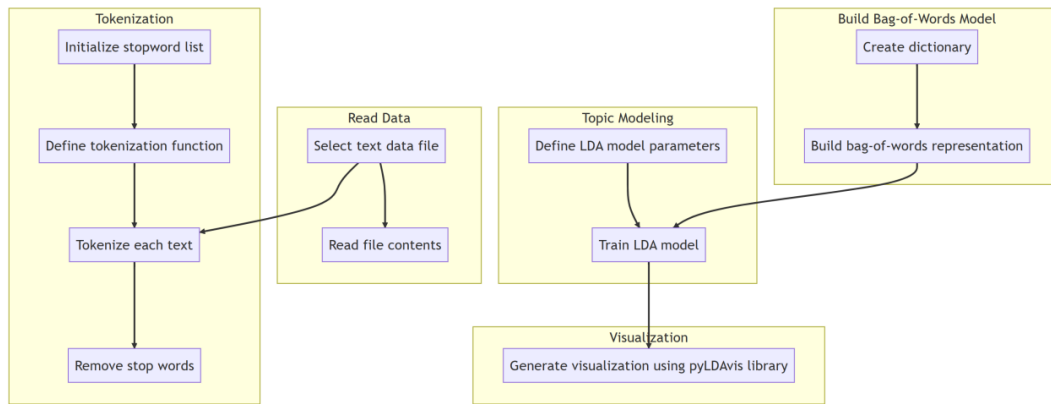 Tokenization
Initialize stopword list
Define tokenization function
Tokenize each text
Remove stop words
Read Data
Select text data file
Read file contents
Topic Modeling
Define LDA model parameters
Train LDA model
Build Bag-of-Words Model
Create dictionary
Build bag-of-words representation
Visualization
Generate visualization using pyLDAvis library